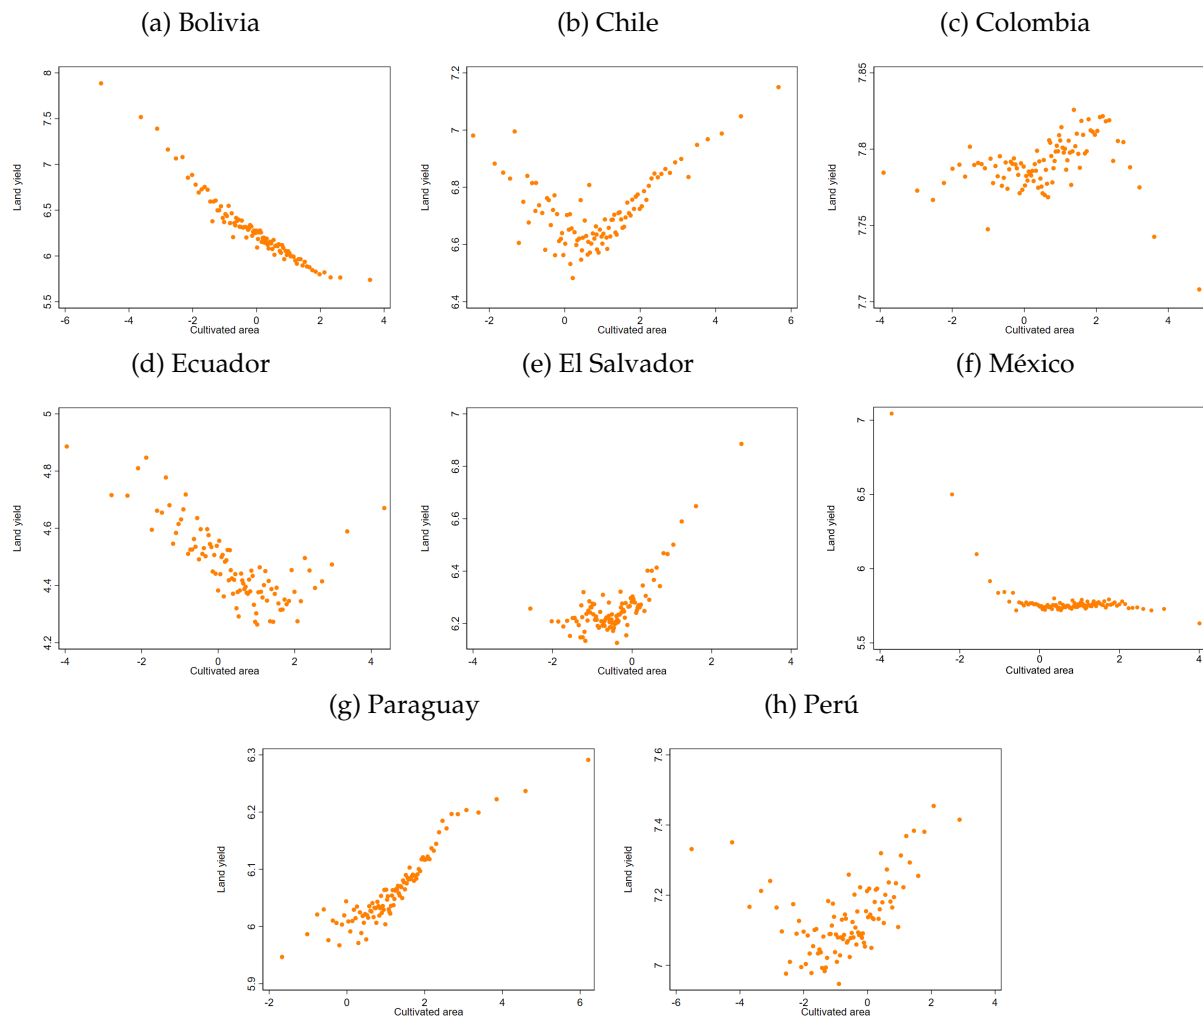 (a) Bolivia
(b) Chile
(c) Colombia
Land yield
5.5 6 6.5 7 7.5 8
-6 -4 -2 0 2 4
Cultivated area
Land yield
6.4 6.6 6.8 7 7.2
-2 0 2 4 6
Cultivated area
Land yield
7.7 7.75 7.8 7.85
-4 -2 0 2 4
Cultivated area
(d) Ecuador
(e) El Salvador
(f) México
Land yield
4.2 4.4 4.6 4.8 5
-4 -2 0 2 4
Cultivated area
Land yield
6.2 6.4 6.6 6.8 7
-4 -2 0 2 4
Cultivated area
Land yield
5.5 6 6.5 7
-4 -2 0 2 4
Cultivated area
(g) Paraguay
(h) Perú
Land yield
5.9 6 6.1 6.2 6.3
-2 0 2 4 6
Cultivated area
Land yield
7 7.2 7.4 7.6
-6 -4 -2 0 2 4
Cultivated area